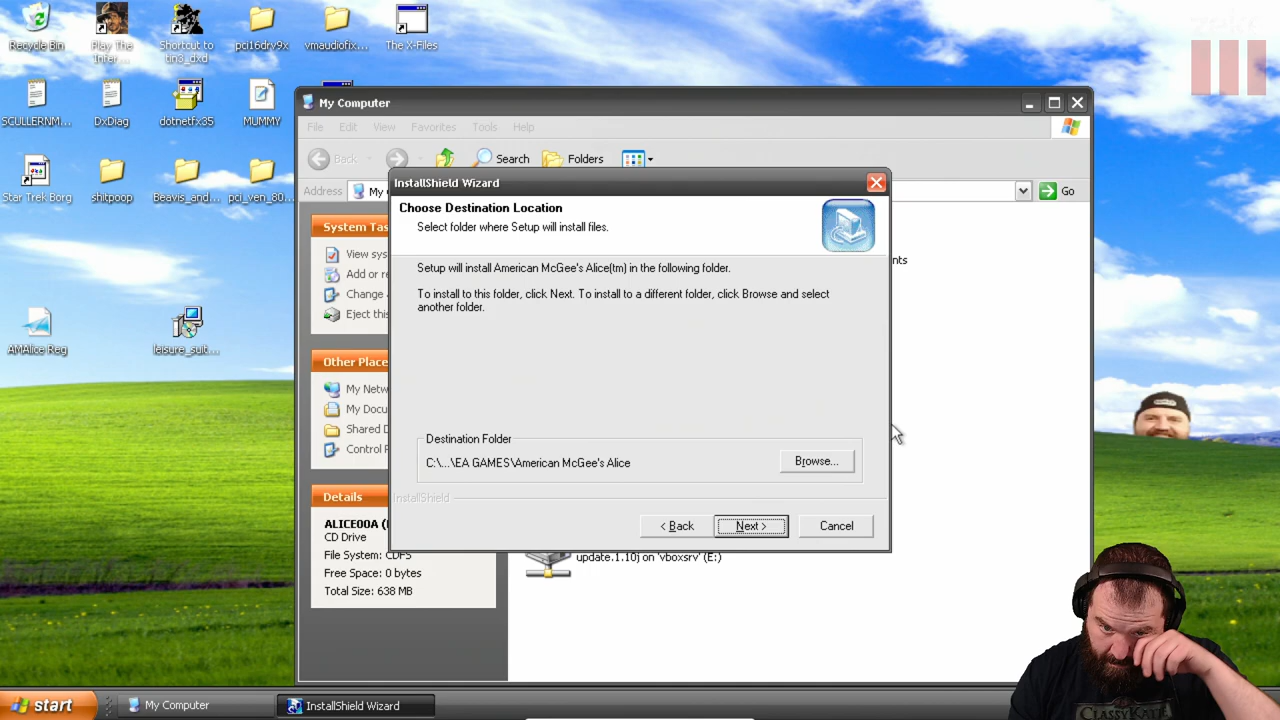 Recycle Bin
Play The
Infer...
Shortcut to
tin3_dxd
pci16drv9x
vmaudiofix...
The X-Files
SCULLERNM...
DxDiag
dotnetfx35
MUMMY
Star Trek Borg
shitpoop
Beavis_and...
pci_ven_80...
AMAlice Reg
leisure_suit...
My Computer
File Edit View Favorites Tools Help
Back
Search
Folders
Address
My
Go
System Tas
View sys
Add or re
Change
Eject this
Other Place
My Netw
My Docu
Shared D
Control P
Details
ALICE00A (
CD Drive
File System: CDFS
Free Space: 0 bytes
Total Size: 638 MB
nts
update.1.10j on 'vboxsrv' (E:)
InstallShield Wizard
Choose Destination Location
Select folder where Setup will install files.
Setup will install American McGee's Alice(tm) in the following folder.
To install to this folder, click Next. To install to a different folder, click Browse and select
another folder.
Destination Folder
C:\...\EA GAMES\American McGee's Alice
Browse...
InstallShield
< Back
Next >
Cancel
start
My Computer
InstallShield Wizard
CLASSYKATIE